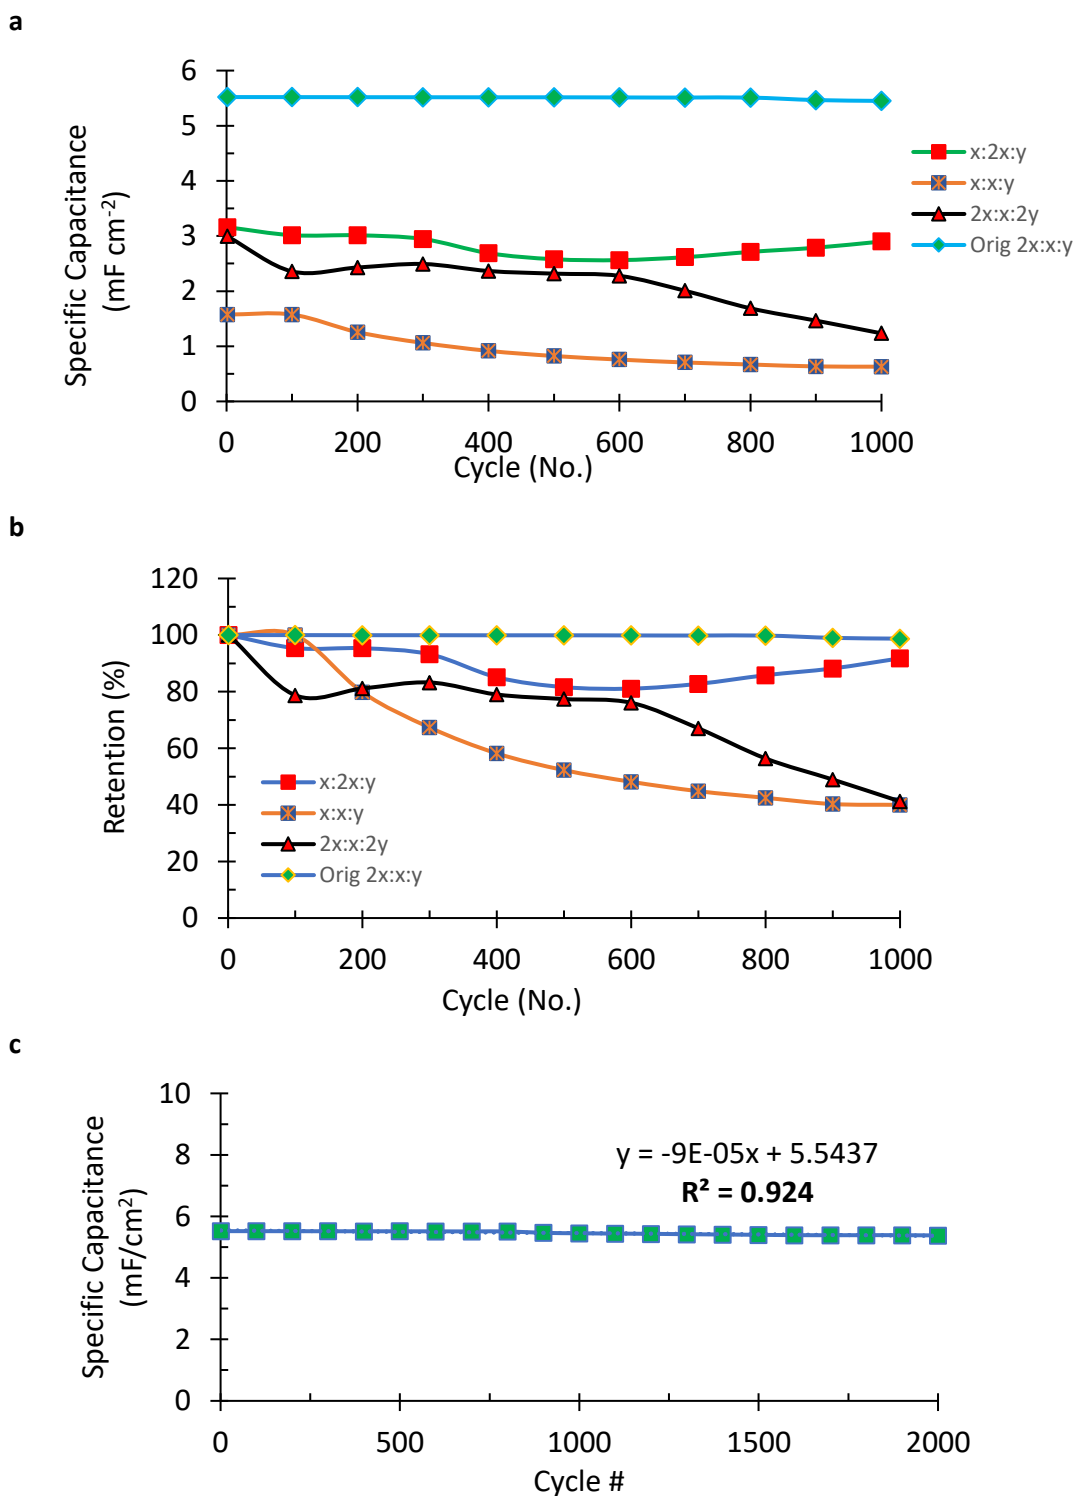 a
6
5
4
3
2
1
0
Specific Capacitance
(mF cm⁻²)
0 200 400 600 800 1000
Cycle (No.)
x:2x:y
x:x:y
2x:x:2y
Orig 2x:x:y
b
120
100
80
60
40
20
0
Retention (%)
x:2x:y
x:x:y
2x:x:2y
Orig 2x:x:y
0 200 400 600 800 1000
Cycle (No.)
c
10
8
6
4
2
0
Specific Capacitance
(mF/cm²)
y = -9E-05x + 5.5437
R² = 0.924
0 500 1000 1500 2000
Cycle #